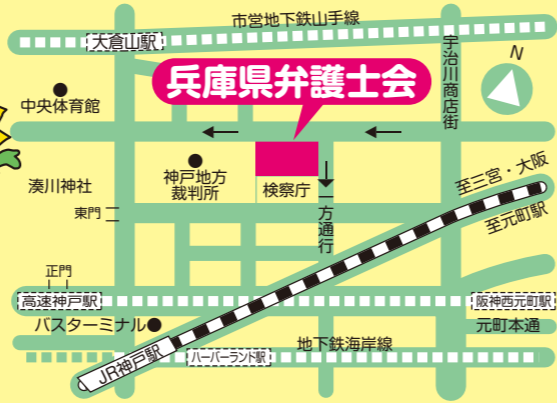 市営地下鉄山手線
大倉山駅
N
兵庫県弁護士会
宇治川商店街
中央体育館
神戸地方
裁判所
検察庁
一方通行
湊川神社
東門
至三宮・大阪
至元町駅
正門
高速神戸駅
阪神西元町駅
バスターミナル
元町本通
地下鉄海岸線
ハーバーランド駅
JR神戸駅